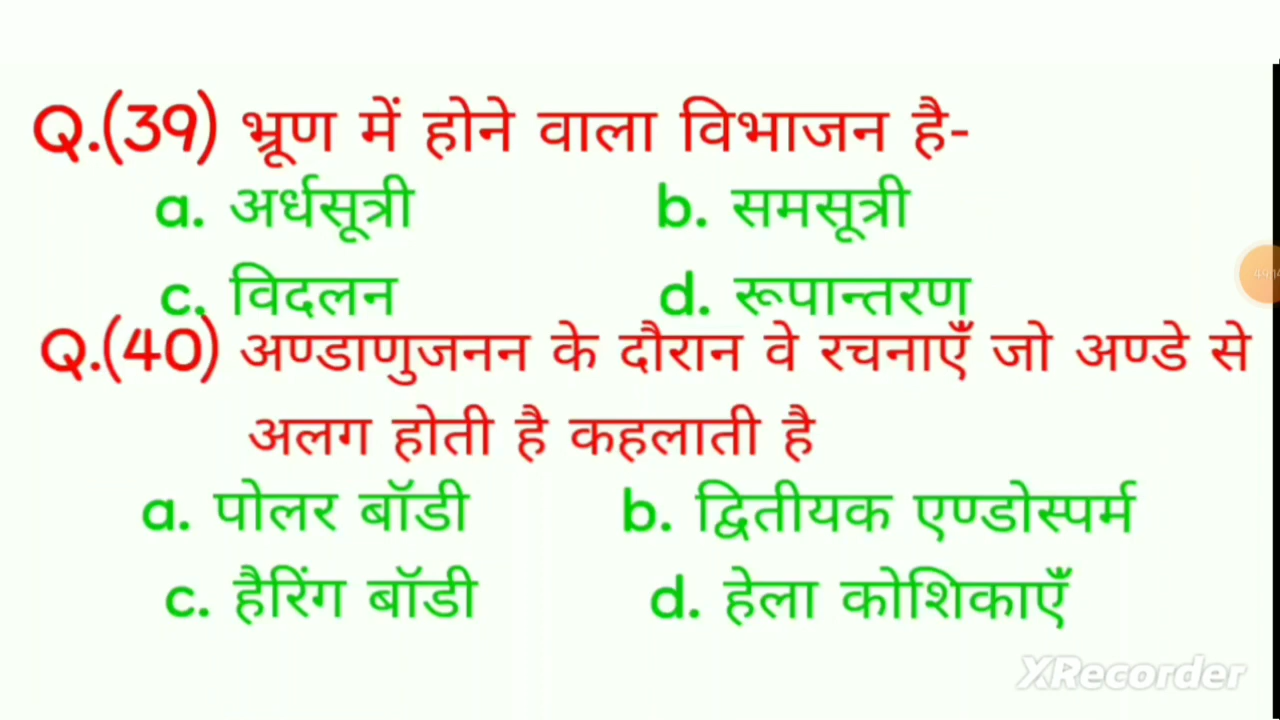 Q.(39) भ्रूण में होने वाला विभाजन है-
a. अर्धसूत्री b. समसूत्री
c. विदलन d. रूपान्तरण
Q.(40) अण्डाणुजनन के दौरान वे रचनाएँ जो अण्डे से
अलग होती है कहलाती है
a. पोलर बॉडी b. द्वितीयक एण्डोस्पर्म
c. हैरिंग बॉडी d. हेला कोशिकाएँ
XRecorder